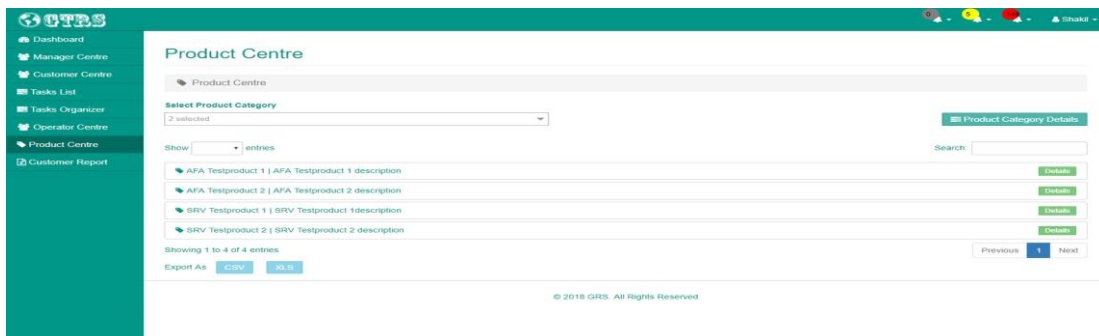 GTRS
0 5 Shakil
Dashboard
Manager Centre
Customer Centre
Tasks List
Tasks Organizer
Operator Centre
Product Centre
Customer Report
Product Centre
Product Centre
Select Product Category
2 selected
Product Category Details
Show entries Search:
AFA Testproduct 1 | AFA Testproduct 1 description Details
AFA Testproduct 2 | AFA Testproduct 2 description Details
SRV Testproduct 1 | SRV Testproduct 1description Details
SRV Testproduct 2 | SRV Testproduct 2 description Details
Showing 1 to 4 of 4 entries Previous 1 Next
Export As CSV XLS
© 2018 GRS. All Rights Reserved